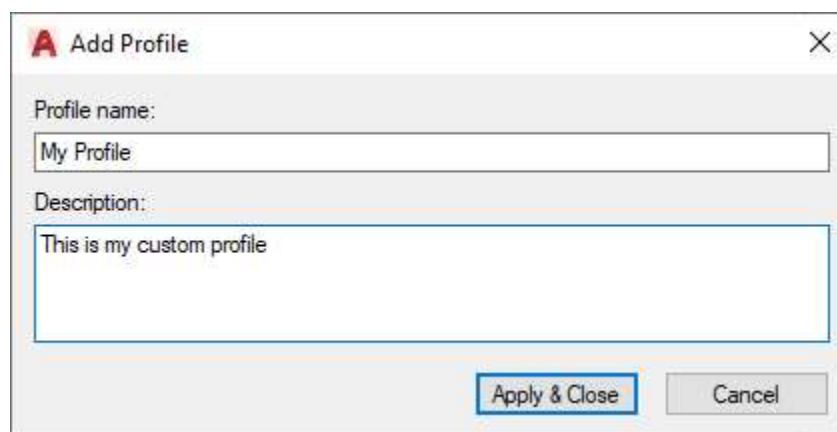 Add Profile
Profile name:
My Profile
Description:
This is my custom profile
Apply & Close
Cancel